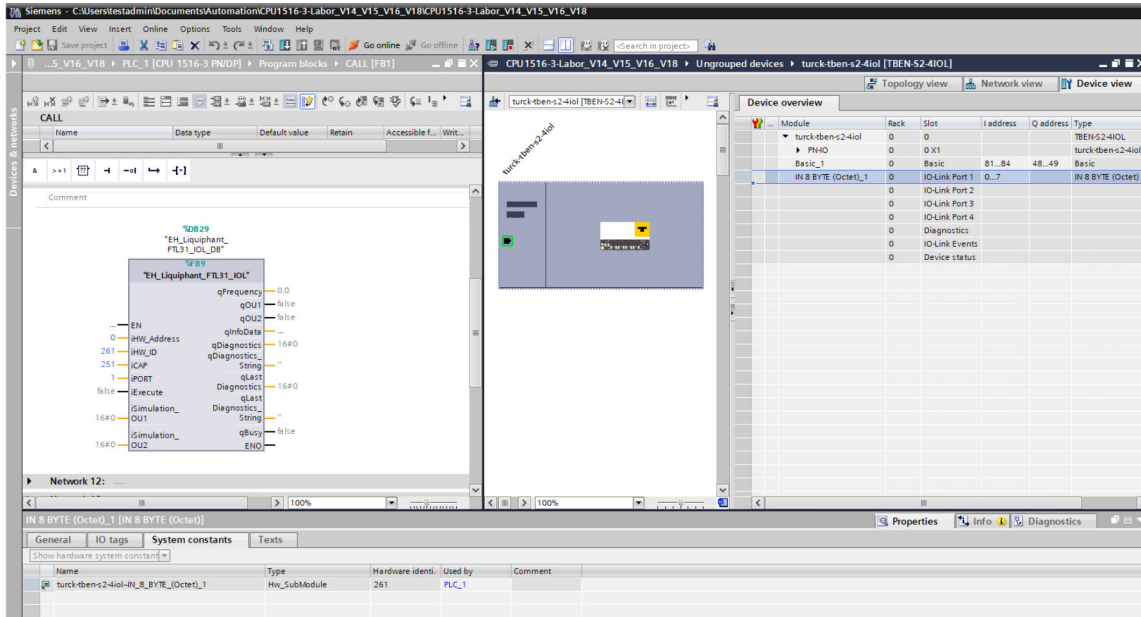 Siemens - C:\Users\testadmin\Documents\Automation\CPU1516-3-Labor_V14_V15_V16_V18\CPU1516-3-Labor_V14_V15_V16_V18
Project Edit View Insert Online Options Tools Window Help
Save project Go online Go offline <Search in project>
...5_V16_V18 PLC_1 [CPU 1516-3 PN/DP] Program blocks CALL [FB1]
CPU1516-3-Labor_V14_V15_V16_V18 Ungrouped devices turck-tben-s2-4iol [TBEN-S2-4IOL]
Topology view Network view Device view
Devices & networks
CALL
Name Data type Default value Retain Accessible f... Writ...
& >=1 ??
Comment
%DB29
"EH_Liquiphant_
FTL31_IOL_DB"
%FB9
"EH_Liquiphant_FTL31_IOL"
qFrequency 0.0
qOU1 false
qOU2 false
... EN
qInfoData ...
0 iHW_Address
qDiagnostics 16#0
261 iHW_ID
qDiagnostics_
String ''
251 iCAP
1 iPORT
qLast
Diagnostics 16#0
false iExecute
qLast
Diagnostics_
String ''
iSimulation_
16#0 OU1
qBusy false
iSimulation_
16#0 OU2
ENO
Network 12: ......
100%
turck-tben-s2-4iol [TBEN-S2-4I
turck-tben-s2-4iol
100%
Device overview
... Module Rack Slot I address Q address Type
turck-tben-s2-4iol 0 0 TBEN-S2-4IOL
PN-IO 0 0 X1 turck-tben-s2-4iol
Basic_1 0 Basic 81...84 48...49 Basic
IN 8 BYTE (Octet)_1 0 IO-Link Port 1 0...7 IN 8 BYTE (Octet)
0 IO-Link Port 2
0 IO-Link Port 3
0 IO-Link Port 4
0 Diagnostics
0 IO-Link Events
0 Device status
IN 8 BYTE (Octet)_1 [IN 8 BYTE (Octet)]
Properties Info Diagnostics
General IO tags System constants Texts
Show hardware system constant
Name Type Hardware identi. Used by Comment
turck-tben-s2-4iol~IN_8_BYTE_(Octet)_1 Hw_SubModule 261 PLC_1